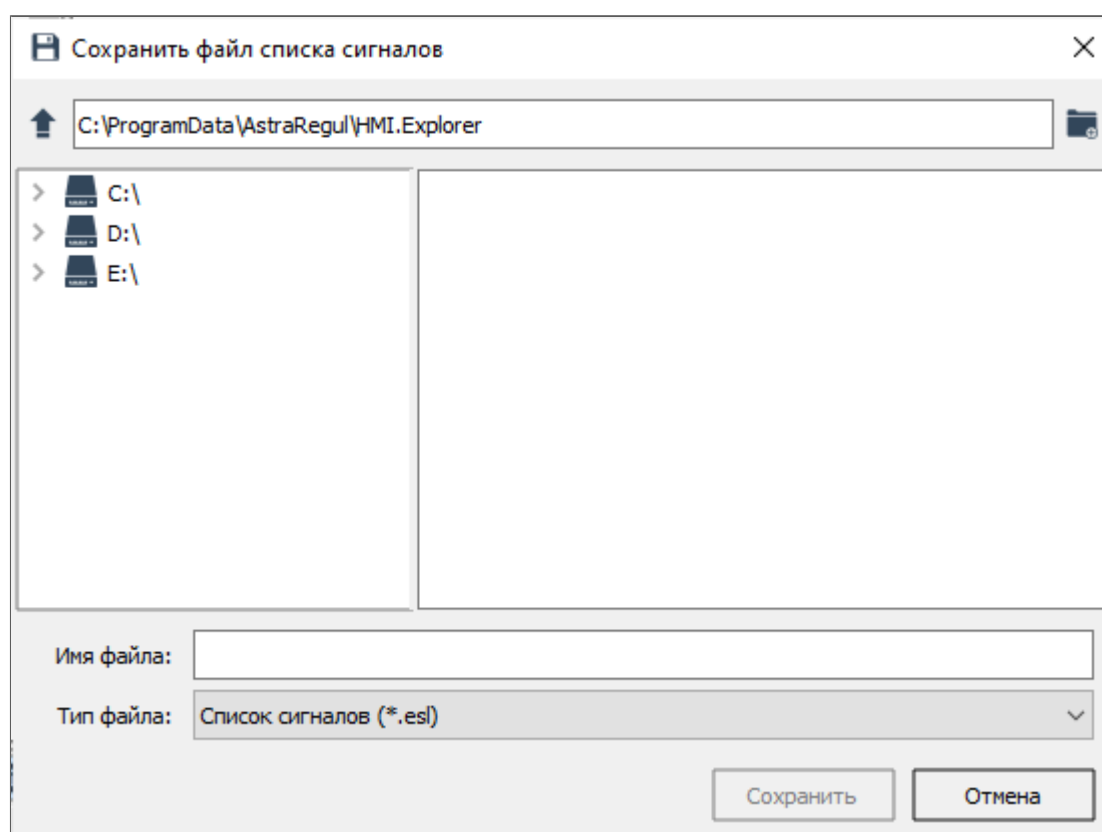 Сохранить файл списка сигналов
C:\ProgramData\AstraRegul\HMI.Explorer
C:\
D:\
E:\
Имя файла:
Тип файла: Список сигналов (*.esl)
Сохранить Отмена